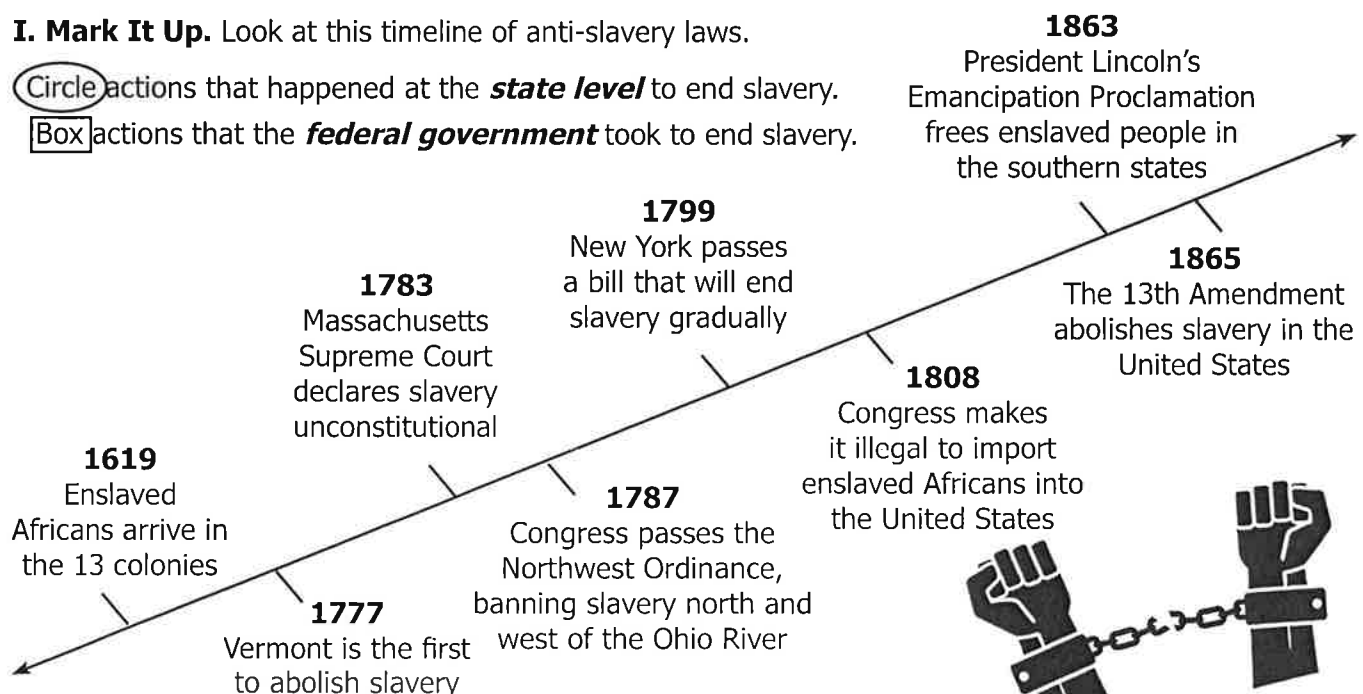 I. Mark It Up. Look at this timeline of anti-slavery laws.
Circle actions that happened at the state level to end slavery.
Box actions that the federal government took to end slavery.
1619
Enslaved
Africans arrive in
the 13 colonies
1777
Vermont is the first
to abolish slavery
1783
Massachusetts
Supreme Court
declares slavery
unconstitutional
1787
Congress passes the
Northwest Ordinance,
banning slavery north and
west of the Ohio River
1799
New York passes
a bill that will end
slavery gradually
1808
Congress makes
it illegal to import
enslaved Africans into
the United States
1863
President Lincoln's
Emancipation Proclamation
frees enslaved people in
the southern states
1865
The 13th Amendment
abolishes slavery in the
United States